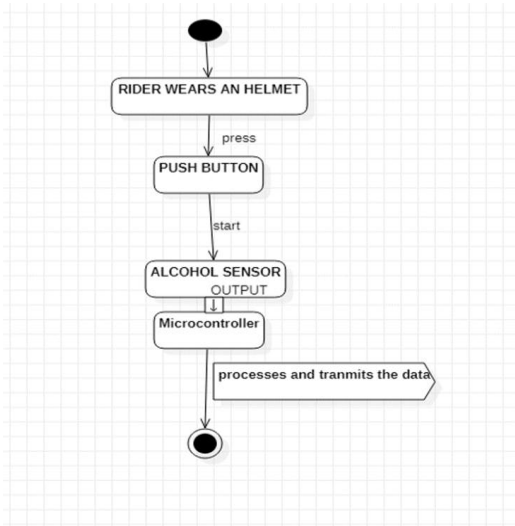 RIDER WEARS AN HELMET
press
PUSH BUTTON
start
ALCOHOL SENSOR
OUTPUT
Microcontroller
processes and tranmits the data